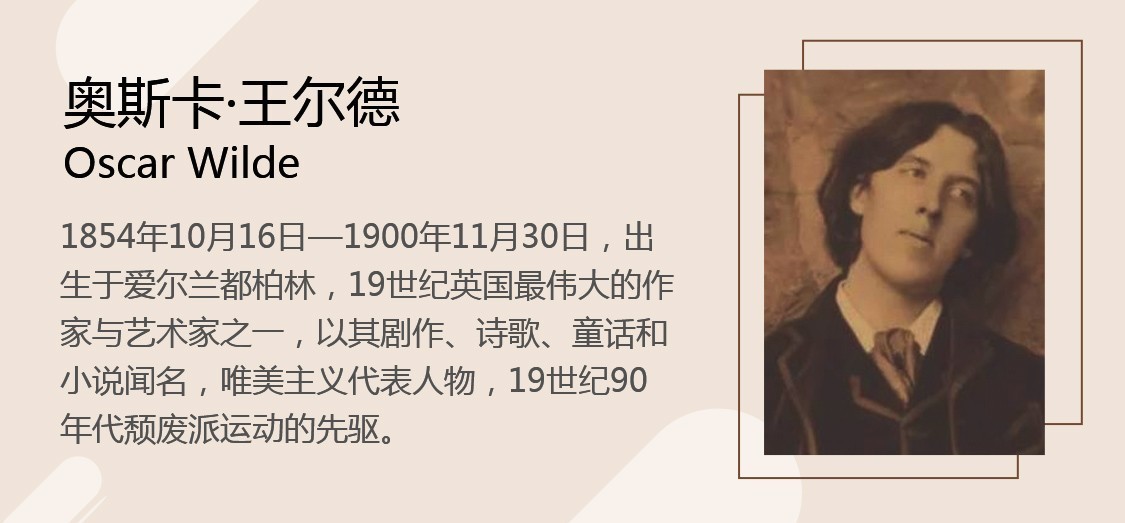 奥斯卡·王尔德
Oscar Wilde
1854年10月16日—1900年11月30日，出
生于爱尔兰都柏林，19世纪英国最伟大的作
家与艺术家之一，以其剧作、诗歌、童话和
小说闻名，唯美主义代表人物，19世纪90
年代颓废派运动的先驱。